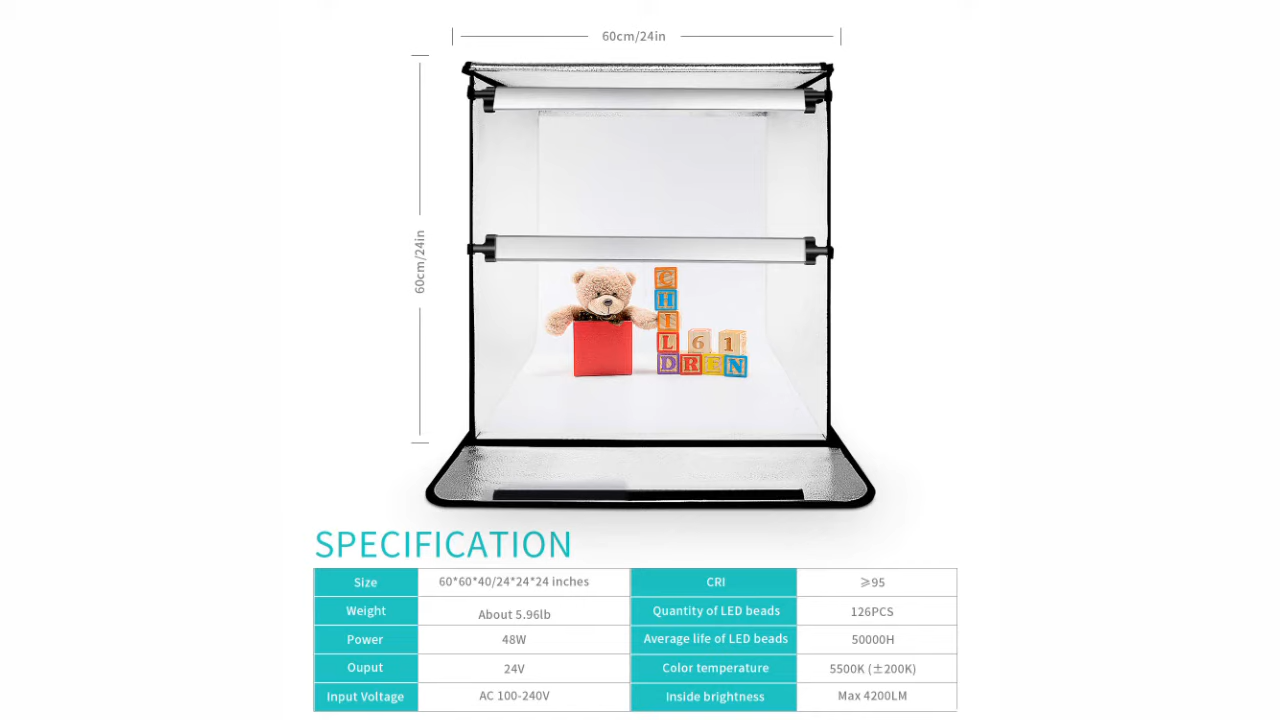 60cm/24in
60cm/24in
C
H
I
L
6 1
D R E N
SPECIFICATION
Size 60*60*40/24*24*24 inches CRI ⩾95
Weight About 5.96lb Quantity of LED beads 126PCS
Power 48W Average life of LED beads 50000H
Ouput 24V Color temperature 5500K (±200K)
Input Voltage AC 100-240V Inside brightness Max 4200LM